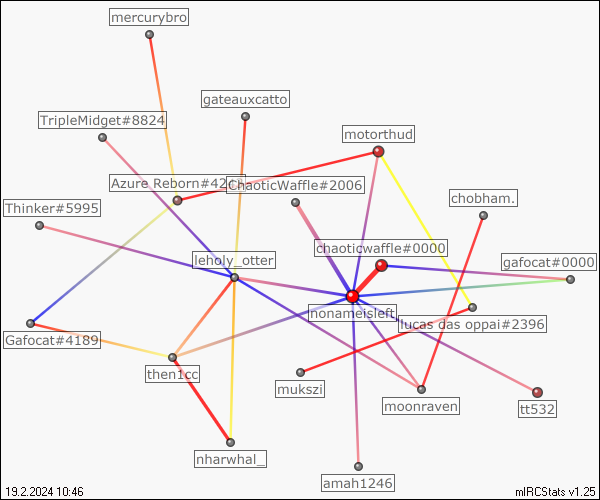 mercurybro
gateauxcatto
TripleMidget#8824
motorthud
Azure Reborn#42
ChaoticWaffle#2006
chobham.
Thinker#5995
chaoticwaffle#0000
leholy_otter
gafocat#0000
nonameisleft
lucas das oppai#2396
Gafocat#4189
then1cc
mukszi
moonraven
tt532
nharwhal_
amah1246
19.2.2024 10:46
mIRCStats v1.25